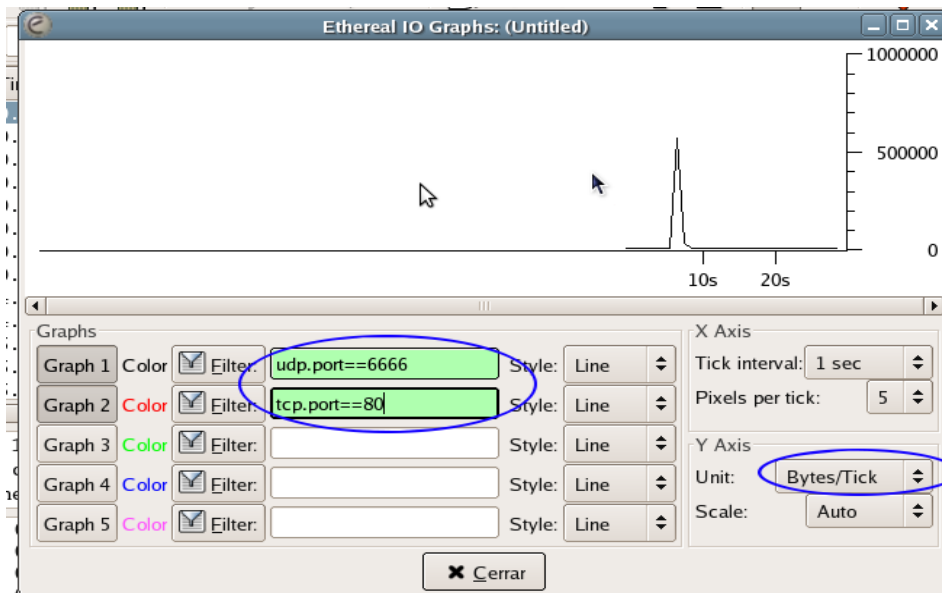 Ethereal IO Graphs: (Untitled)
1000000
500000
0
10s 20s
Graphs
Graph 1 Color Filter: udp.port==6666 Style: Line
Graph 2 Color Filter: tcp.port==80 Style: Line
Graph 3 Color Filter: Style: Line
Graph 4 Color Filter: Style: Line
Graph 5 Color Filter: Style: Line
X Axis
Tick interval: 1 sec
Pixels per tick: 5
Y Axis
Unit: Bytes/Tick
Scale: Auto
Cerrar